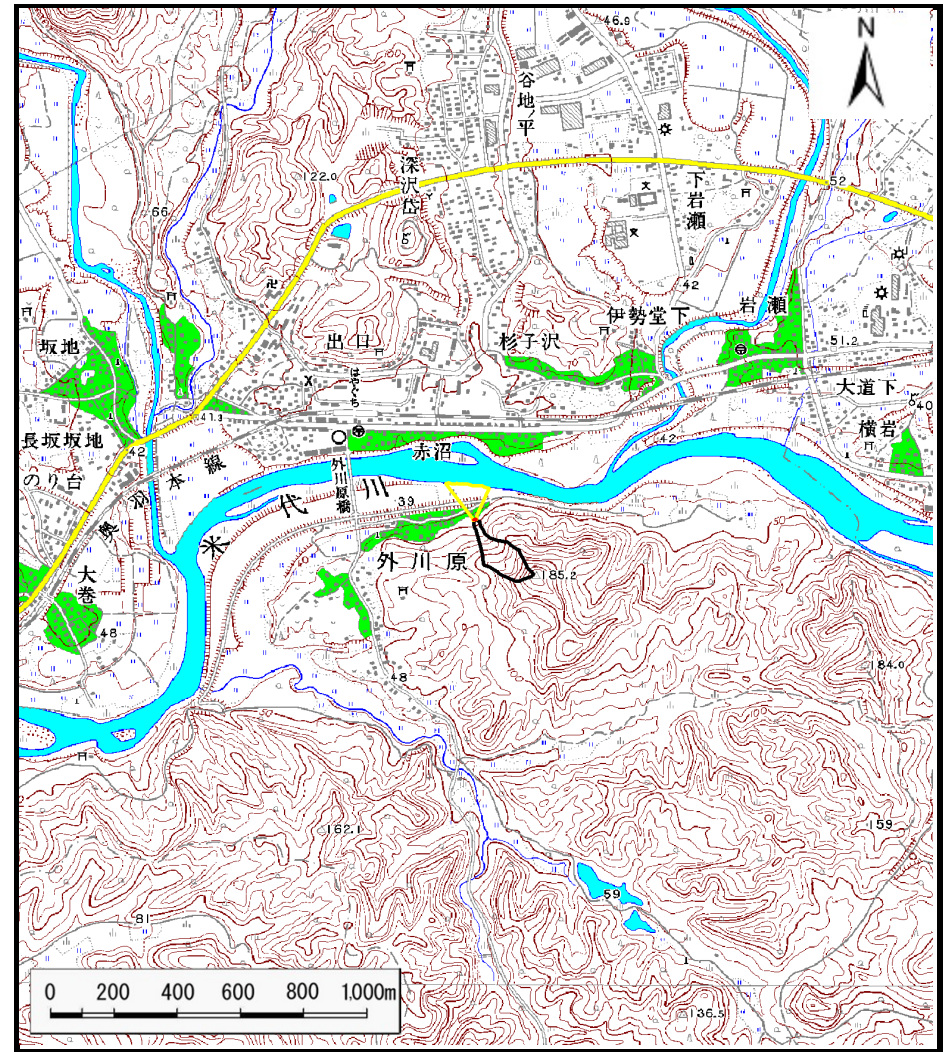 46.9
N
谷地ノ平
深沢岱
122.0
下岩瀬
52
66
42
伊勢堂下
岩瀬
坂地
出口
杉子沢
51.2
はやぐち
大道下
40
41.3
長坂坂地
42
横岩
のり台
赤沼
42
奥羽本線
外川原橋
米代川
39
外川原
185.2
大巻
48
184.0
48
162.1
159
59
81
136.5
0 200 400 600 800 1,000m